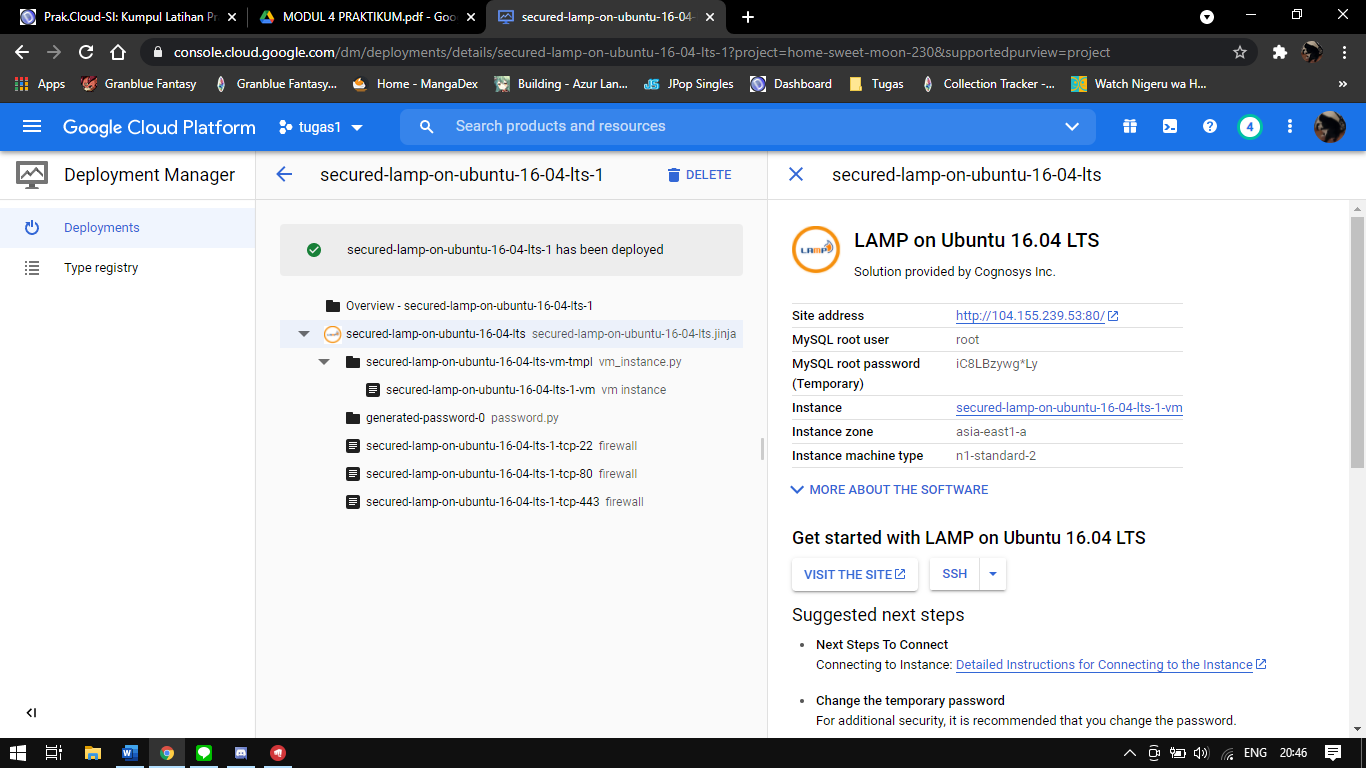 Prak.Cloud-SI: Kumpul Latihan Pr
MODUL 4 PRAKTIKUM.pdf - Goo
secured-lamp-on-ubuntu-16-04-
console.cloud.google.com/dm/deployments/details/secured-lamp-on-ubuntu-16-04-lts-1?project=home-sweet-moon-230&supportedpurview=project
Apps
Granblue Fantasy
Granblue Fantasy...
Home - MangaDex
Building - Azur Lan...
JPop Singles
Dashboard
Tugas
Collection Tracker -...
Watch Nigeru wa H...
»
Google Cloud Platform
tugas1
Search products and resources
4
Deployment Manager
secured-lamp-on-ubuntu-16-04-lts-1
DELETE
secured-lamp-on-ubuntu-16-04-lts
Deployments
Type registry
secured-lamp-on-ubuntu-16-04-lts-1 has been deployed
Overview - secured-lamp-on-ubuntu-16-04-lts-1
secured-lamp-on-ubuntu-16-04-lts secured-lamp-on-ubuntu-16-04-lts.jinja
secured-lamp-on-ubuntu-16-04-lts-vm-tmpl vm_instance.py
secured-lamp-on-ubuntu-16-04-lts-1-vm vm instance
generated-password-0 password.py
secured-lamp-on-ubuntu-16-04-lts-1-tcp-22 firewall
secured-lamp-on-ubuntu-16-04-lts-1-tcp-80 firewall
secured-lamp-on-ubuntu-16-04-lts-1-tcp-443 firewall
LAMP
LAMP on Ubuntu 16.04 LTS
Solution provided by Cognosys Inc.
Site address http://104.155.239.53:80/
MySQL root user root
MySQL root password iC8LBzywg*Ly
(Temporary)
Instance secured-lamp-on-ubuntu-16-04-lts-1-vm
Instance zone asia-east1-a
Instance machine type n1-standard-2
MORE ABOUT THE SOFTWARE
Get started with LAMP on Ubuntu 16.04 LTS
VISIT THE SITE
SSH
Suggested next steps
• Next Steps To Connect
Connecting to Instance: Detailed Instructions for Connecting to the Instance
• Change the temporary password
For additional security, it is recommended that you change the password.
ENG
20:46